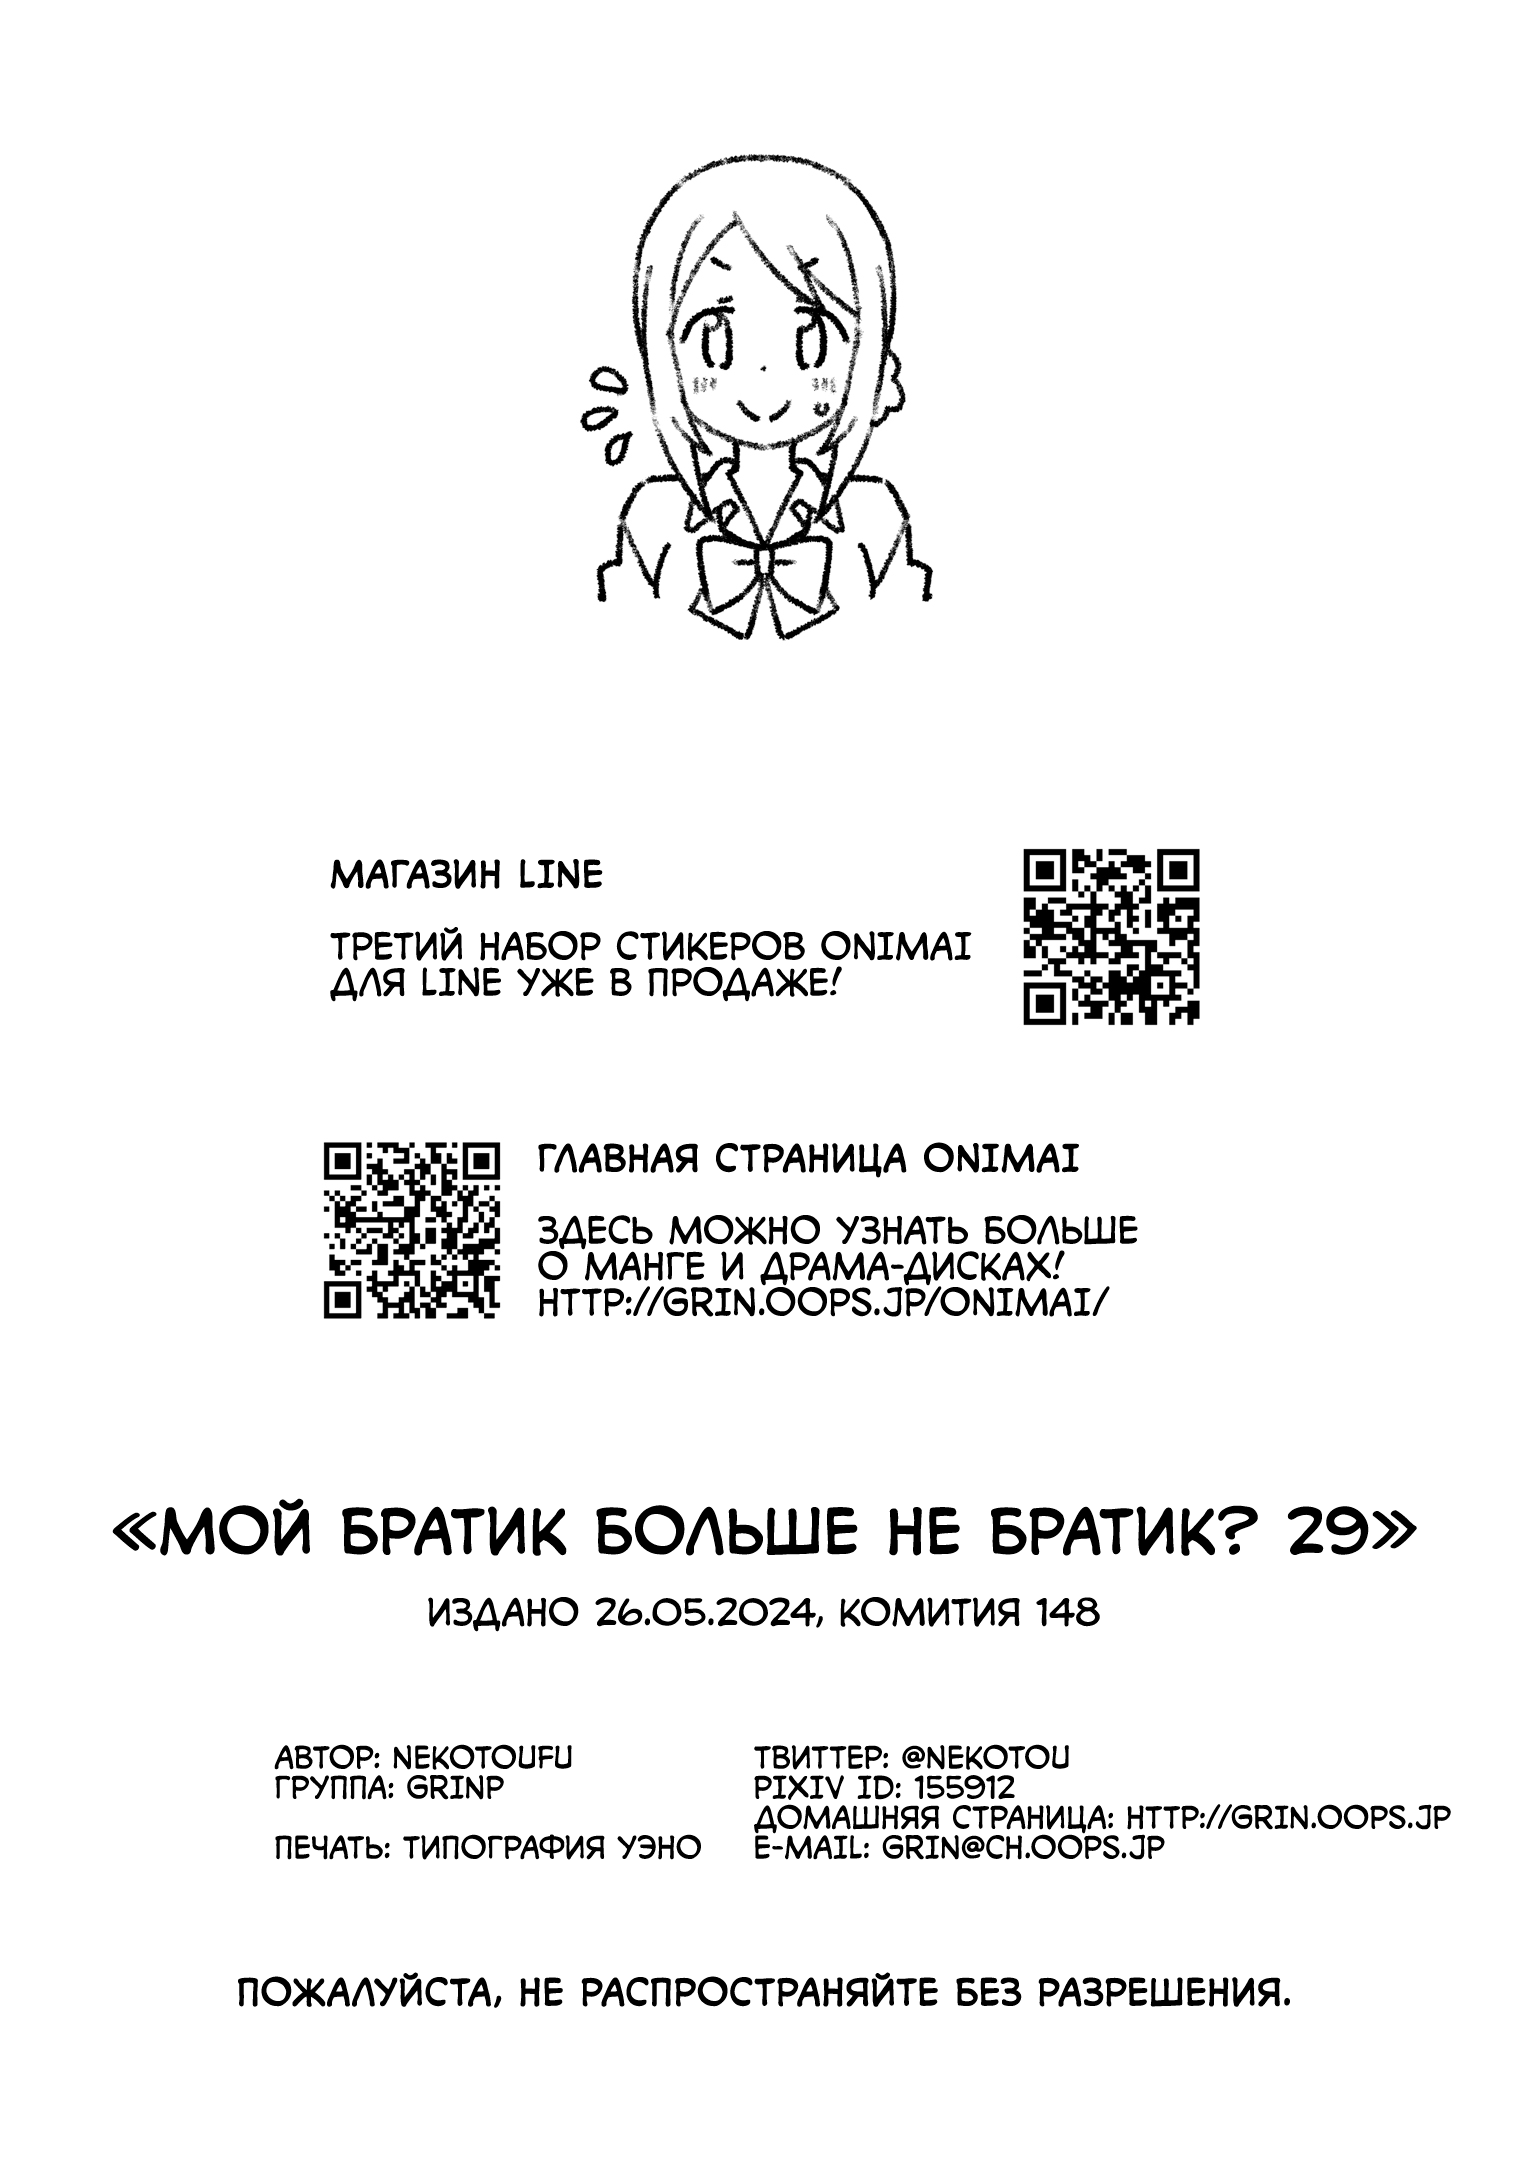 МАГАЗИН LINE
ТРЕТИЙ НАБОР СТИКЕРОВ ONIMAI
ДЛЯ LINE УЖЕ В ПРОДАЖЕ!
ГЛАВНАЯ СТРАНИЦА ONIMAI
ЗДЕСЬ МОЖНО УЗНАТЬ БОЛЬШЕ
О МАНГЕ И ДРАМА-ДИСКАХ!
HTTP://GRIN.OOPS.JP/ONIMAI/
«МОЙ БРАТИК БОЛЬШЕ НЕ БРАТИК? 29»
ИЗДАНО 26.05.2024, КОМИТИЯ 148
АВТОР: NEKOTOUFU
ГРУППА: GRINP
ПЕЧАТЬ: ТИПОГРАФИЯ УЭНО
ТВИТТЕР: @NEKOTOU
PIXIV ID: 155912
ДОМАШНЯЯ СТРАНИЦА: HTTP://GRIN.OOPS.JP
E-MAIL: GRIN@CH.OOPS.JP
ПОЖАЛУЙСТА, НЕ РАСПРОСТРАНЯЙТЕ БЕЗ РАЗРЕШЕНИЯ.